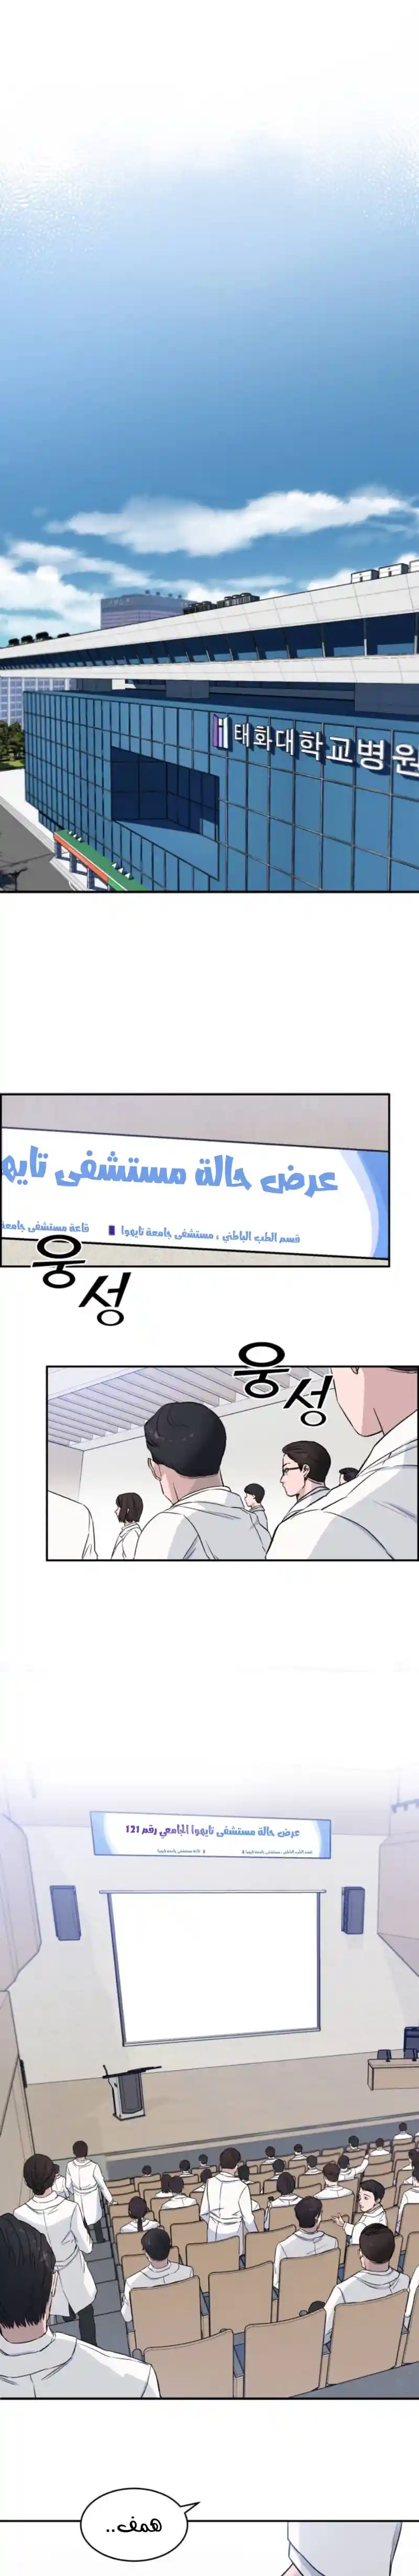 태화대학교병원
عرض حالة مستشفى تايهو
قسم الطب الباطني ، مستشفى جامعة تايهوا قاعة مستشفى جامعة
웅성
웅성
عرض حالة مستشفى تايهوا الجامعي رقم 121
همف..